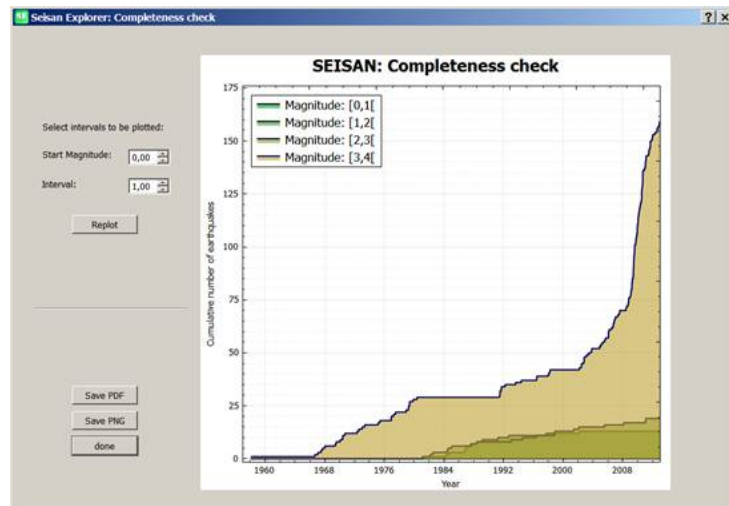 Seisan Explorer: Completeness check
SEISAN: Completeness check
Select intervals to be plotted:
Start Magnitude: 0,00
Interval: 1,00
Replot
Save PDF
Save PNG
done
175
150
125
100
75
50
25
0
Cumulative number of earthquakes
Magnitude: [0,1[
Magnitude: [1,2[
Magnitude: [2,3[
Magnitude: [3,4[
1960 1968 1976 1984 1992 2000 2008
Year